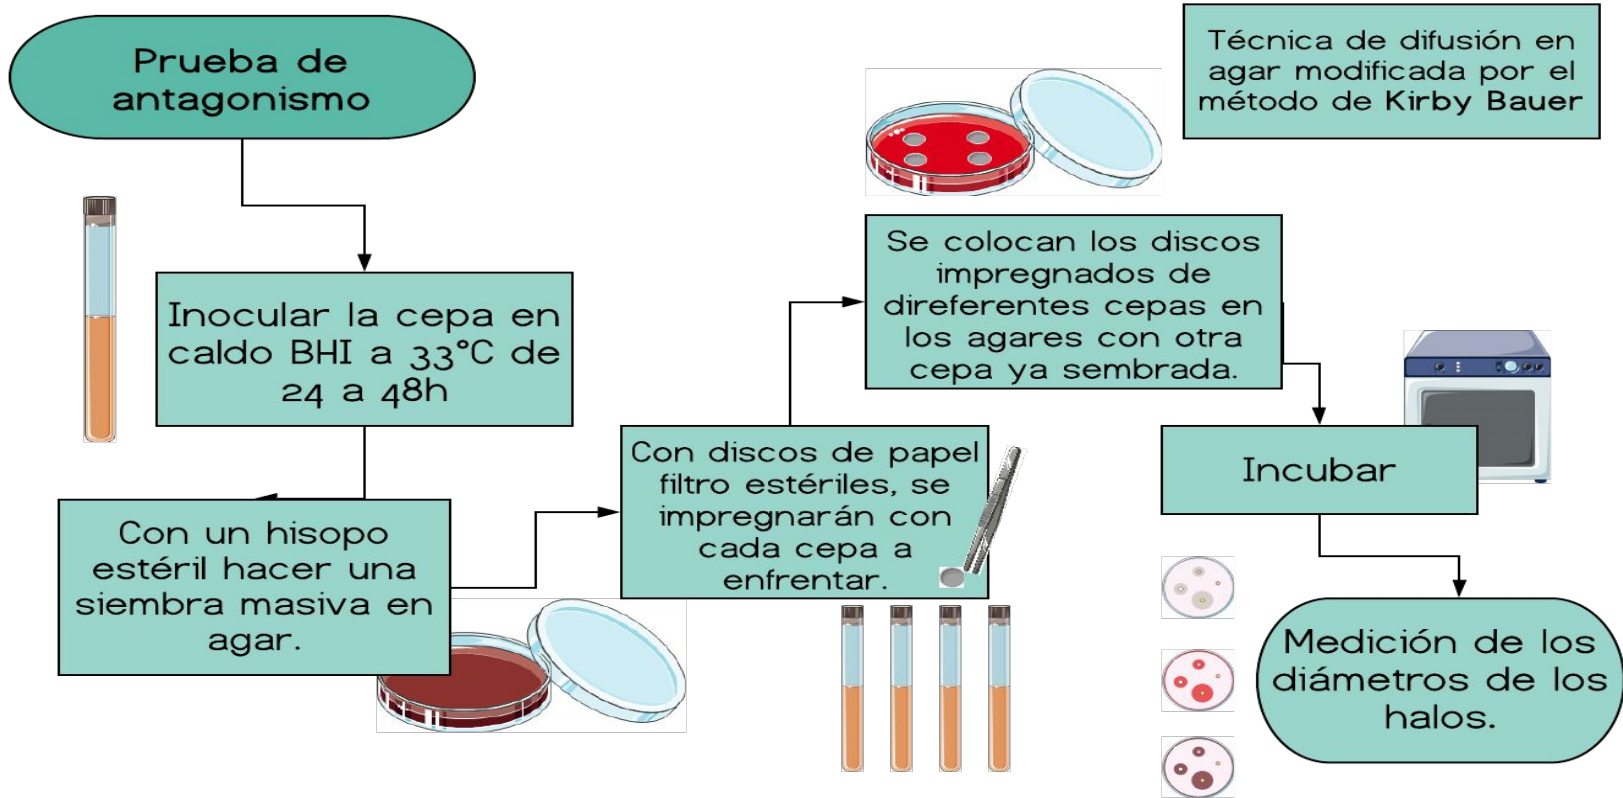 Prueba de
antagonismo
Técnica de difusión en
agar modificada por el
método de Kirby Bauer
Inocular la cepa en
caldo BHI a 33°C de
24 a 48h
Con un hisopo
estéril hacer una
siembra masiva en
agar.
Con discos de papel
filtro estériles, se
impregnarán con
cada cepa a
enfrentar.
Se colocan los discos
impregnados de
direferentes cepas en
los agares con otra
cepa ya sembrada.
Incubar
Medición de los
diámetros de los
halos.